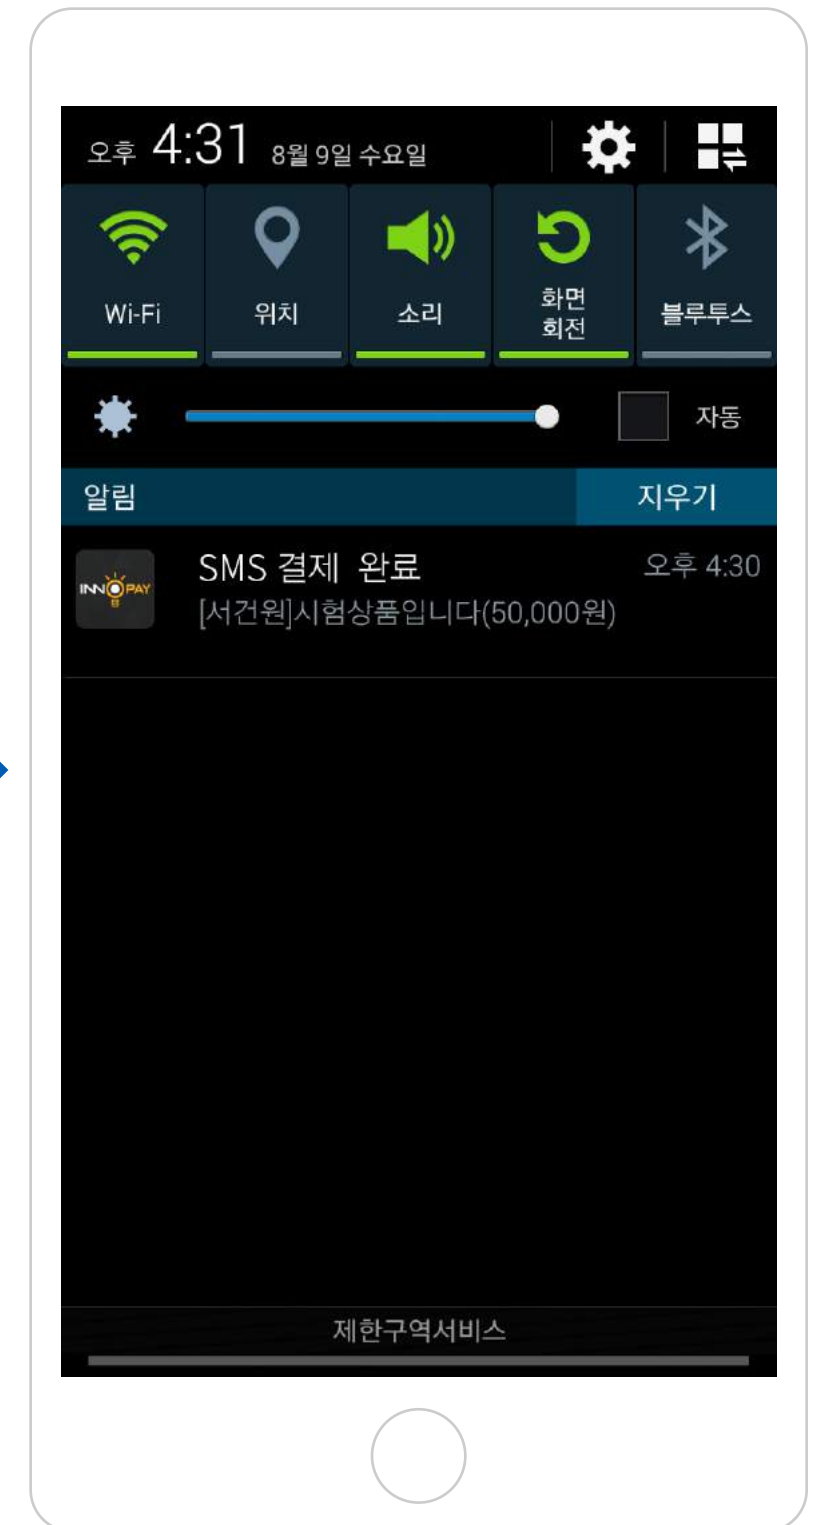 오후 4:31 8월 9일 수요일
Wi-Fi
위치
소리
화면
회전
블루투스
자동
알림 지우기
INNOPAY
SMS 결제 완료 오후 4:30
[서건원]시험상품입니다(50,000원)
제한구역서비스